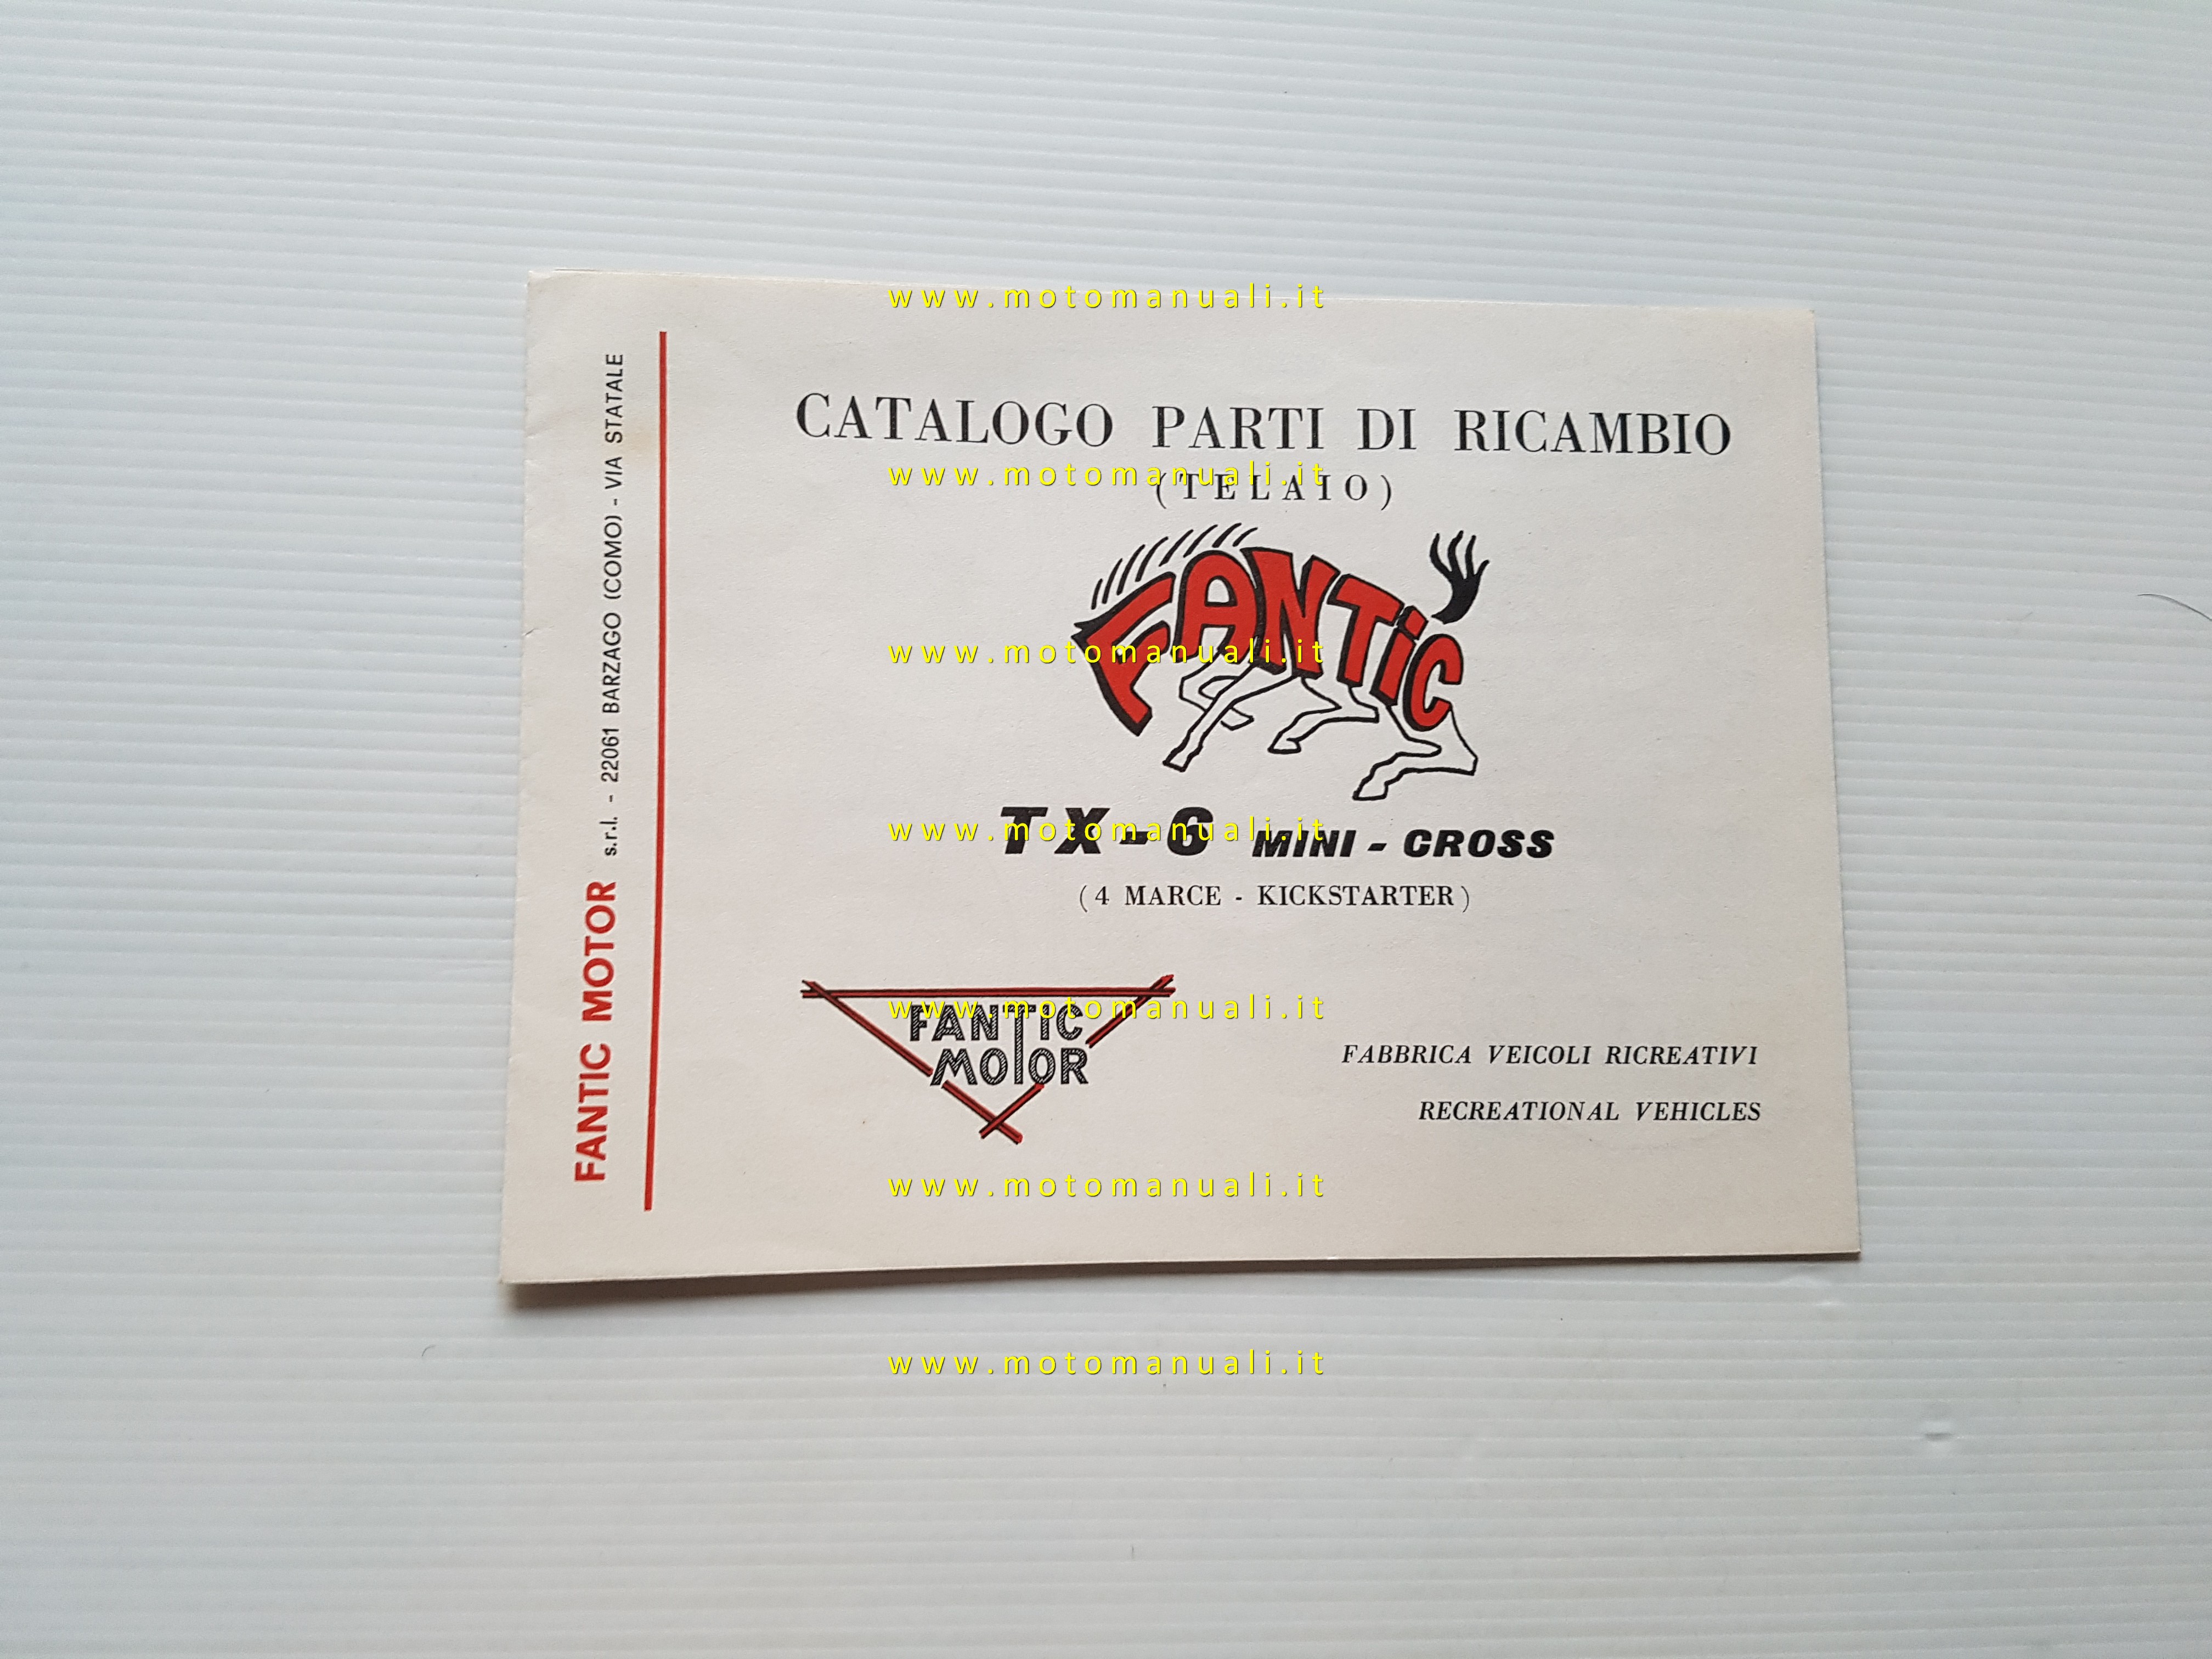 www.motomanuali.it
CATALOGO PARTI DI RICAMBIO
www.motomanuali.it
(TELAIO)
FANTiC
www.motomanuali.it
TX-6 MINI - CROSS
www.motomanuali.it
(4 MARCE - KICKSTARTER)
FANTIC
www.motomanuali.it
MOTOR
FABBRICA VEICOLI RICREATIVI
RECREATIONAL VEHICLES
www.motomanuali.it
www.motomanuali.it
FANTIC MOTOR s.r.l. - 22061 BARZAGO (COMO) - VIA STATALE